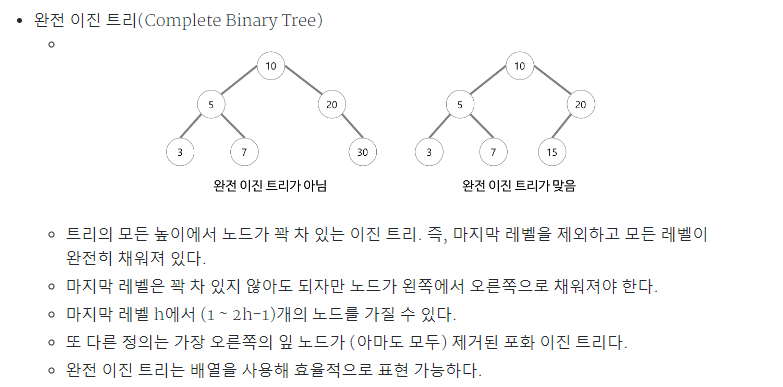 완전 이진 트리(Complete Binary Tree)
10
5
20
3
7
30
완전 이진 트리가 아님
10
5
20
3
7
15
완전 이진 트리가 맞음
트리의 모든 높이에서 노드가 꽉 차 있는 이진 트리. 즉, 마지막 레벨을 제외하고 모든 레벨이
완전히 채워져 있다.
마지막 레벨은 꽉 차 있지 않아도 되자만 노드가 왼쪽에서 오른쪽으로 채워져야 한다.
마지막 레벨 h에서 (1 ~ 2h-1)개의 노드를 가질 수 있다.
또 다른 정의는 가장 오른쪽의 잎 노드가 (아마도 모두) 제거된 포화 이진 트리다.
완전 이진 트리는 배열을 사용해 효율적으로 표현 가능하다.